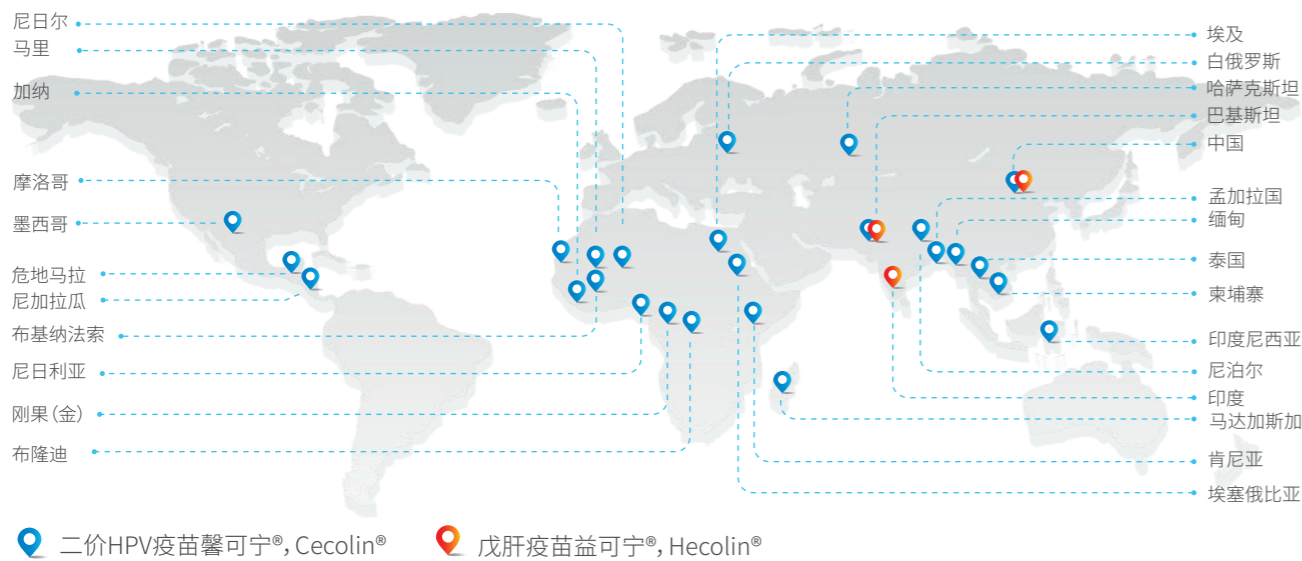 尼日尔
马里
加纳
摩洛哥
墨西哥
危地马拉
尼加拉瓜
布基纳法索
尼日利亚
刚果（金）
布隆迪
埃及
白俄罗斯
哈萨克斯坦
巴基斯坦
中国
孟加拉国
缅甸
泰国
柬埔寨
印度尼西亚
尼泊尔
印度
马达加斯加
肯尼亚
埃塞俄比亚
二价HPV疫苗馨可宁®, Cecolin®
戊肝疫苗益可宁®, Hecolin®